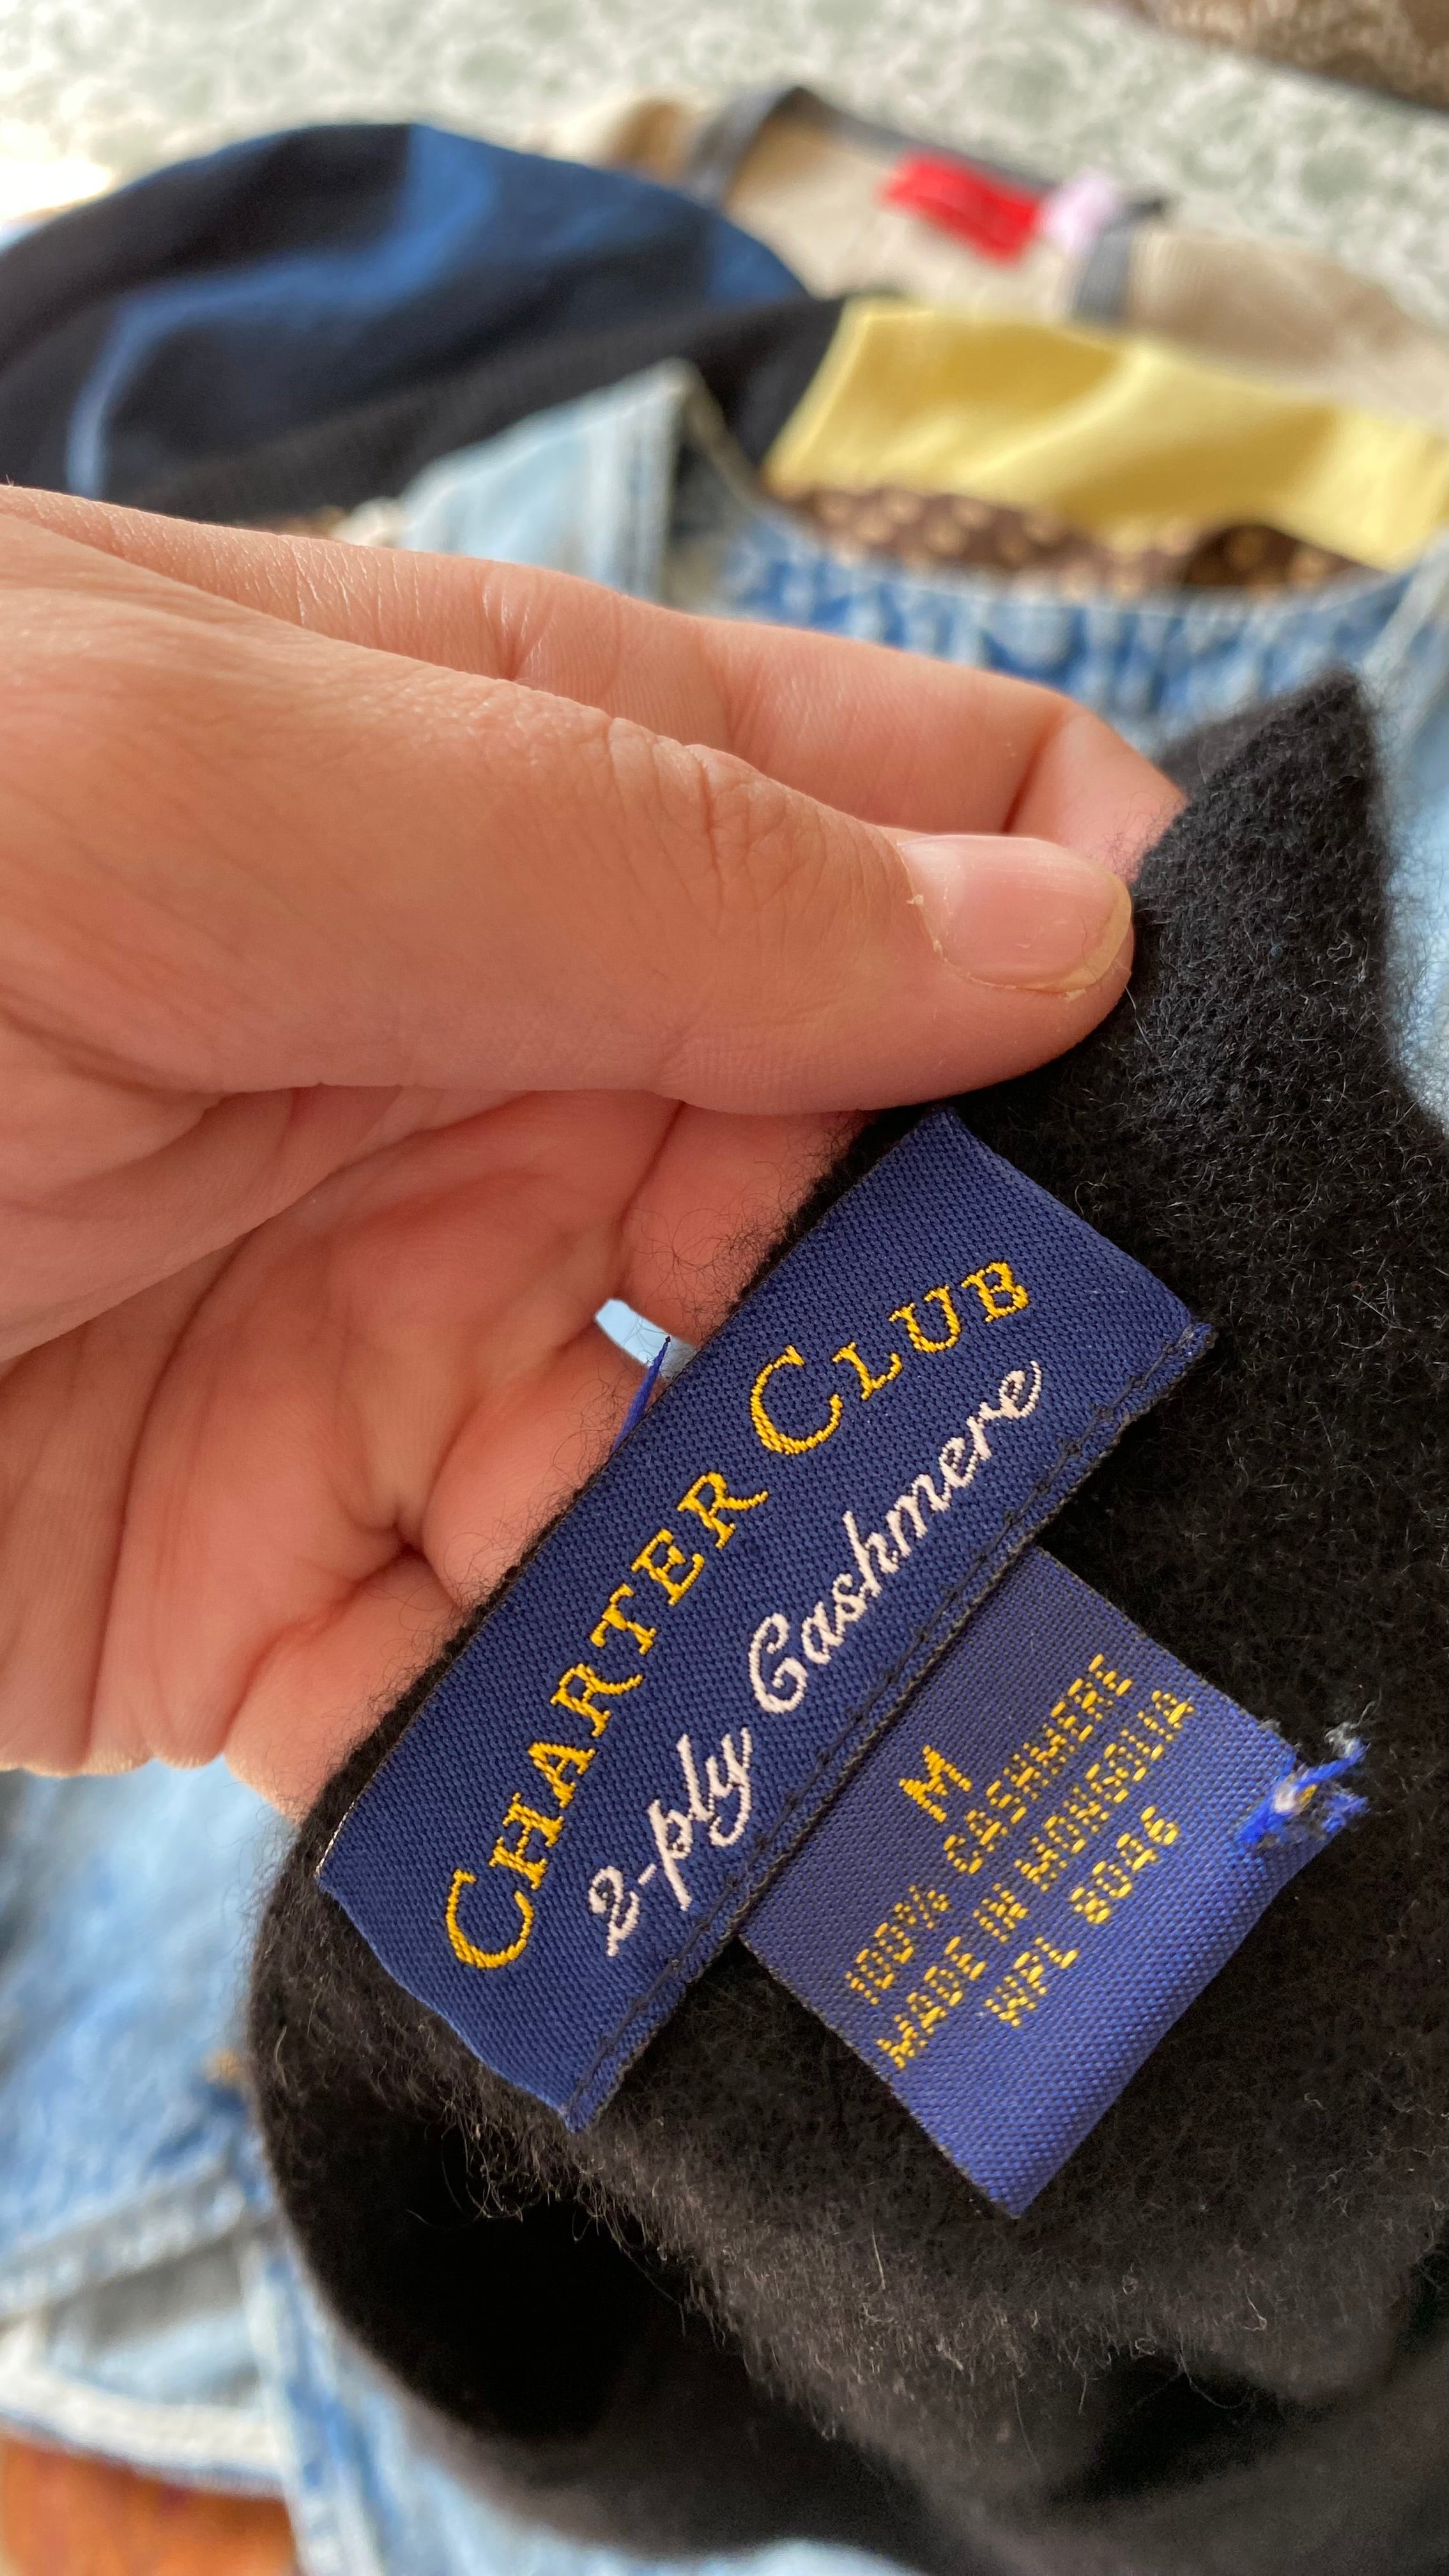 CHARTER CLUB
2-ply Cashmere
M
100% CASHMERE
MADE IN MONGOLIA
WPL 8046